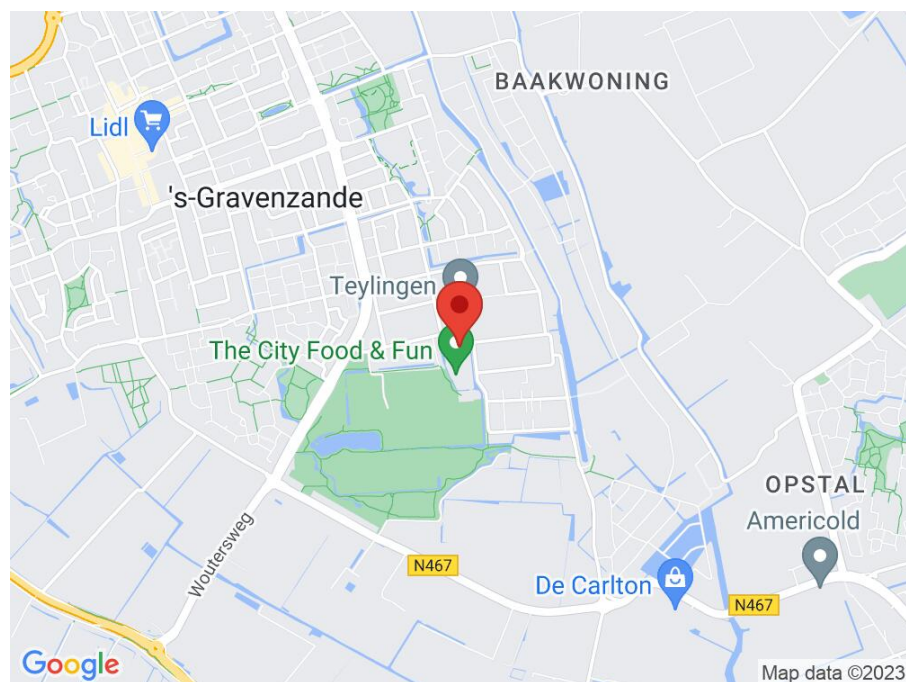 BAAKWONING
Lidl
's-Gravenzande
Teylingen
The City Food & Fun
OPSTAL
Americold
Woutersweg
N467
De Carlton
N467
Google
Map data ©2023